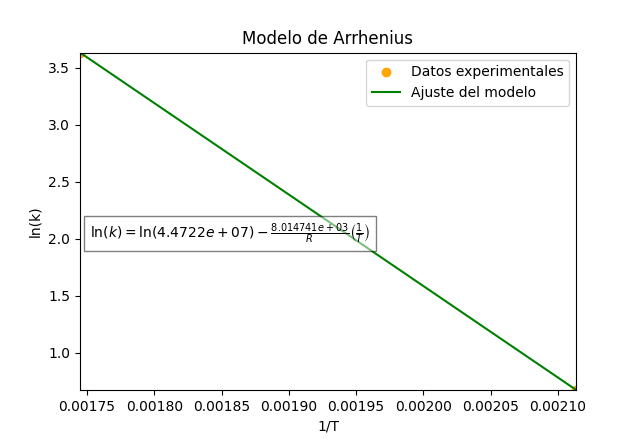 Modelo de Arrhenius
Datos experimentales
Ajuste del modelo
ln(k) = ln(4.4722e + 07) − \frac{8.014741e + 03}{R}(\frac{1}{T})
ln(k)
3.5
3.0
2.5
2.0
1.5
1.0
0.00175 0.00180 0.00185 0.00190 0.00195 0.00200 0.00205 0.00210
1/T